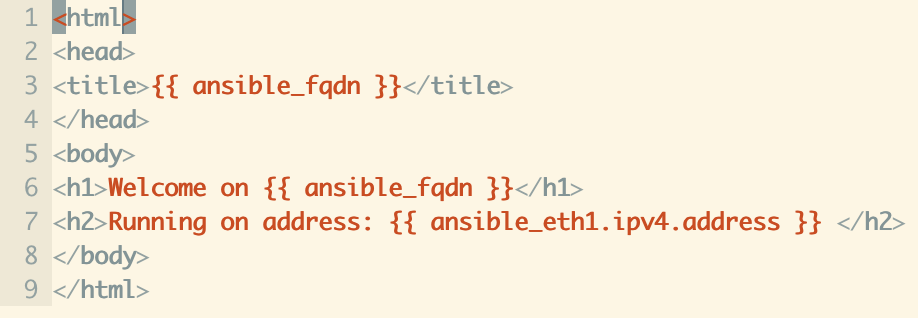 1 <html>
2 <head>
3 <title>{{ ansible_fqdn }}</title>
4 </head>
5 <body>
6 <h1>Welcome on {{ ansible_fqdn }}</h1>
7 <h2>Running on address: {{ ansible_eth1.ipv4.address }} </h2>
8 </body>
9 </html>